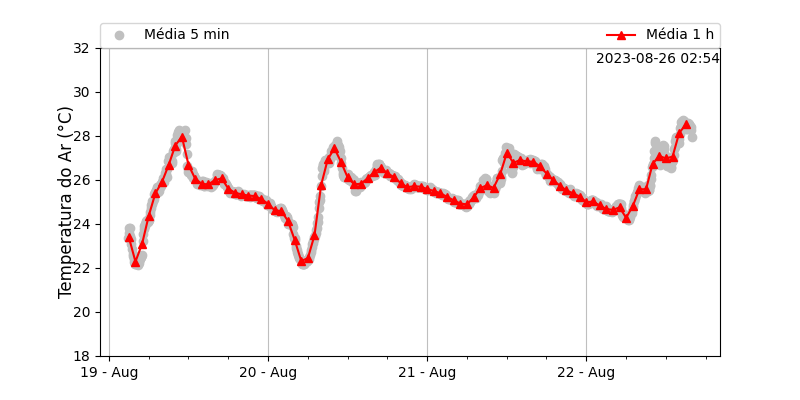 Média 5 min
Média 1 h
2023-08-26 02:54
Temperatura do Ar (°C)
32
30
28
26
24
22
20
18
19 - Aug
20 - Aug
21 - Aug
22 - Aug